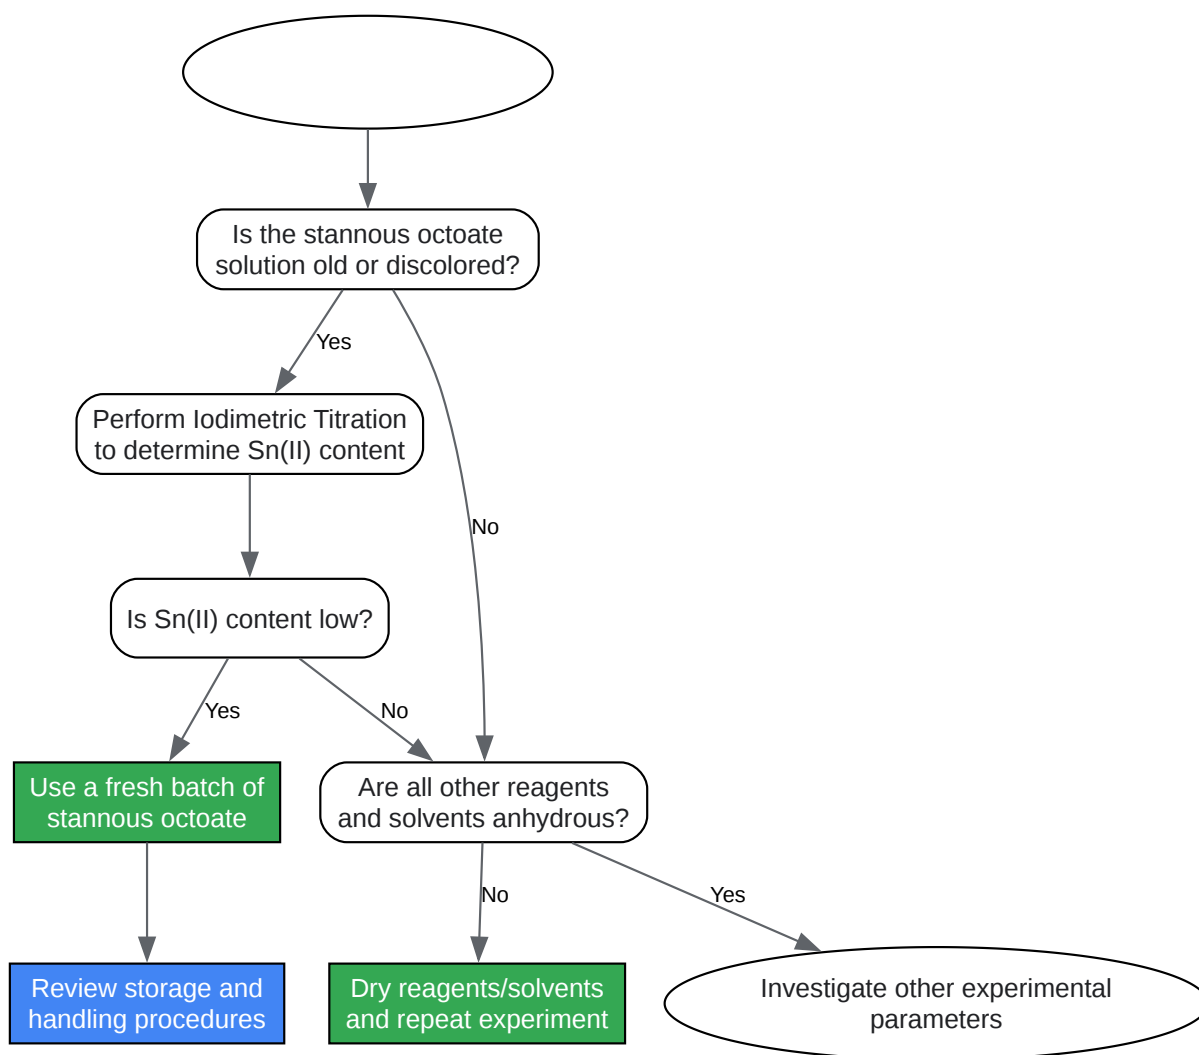 Is the stannous octoate
solution old or discolored?
Yes
Perform Iodimetric Titration
to determine Sn(II) content
No
Is Sn(II) content low?
Yes
No
Use a fresh batch of
stannous octoate
Are all other reagents
and solvents anhydrous?
No
Yes
Review storage and
handling procedures
Dry reagents/solvents
and repeat experiment
Investigate other experimental
parameters